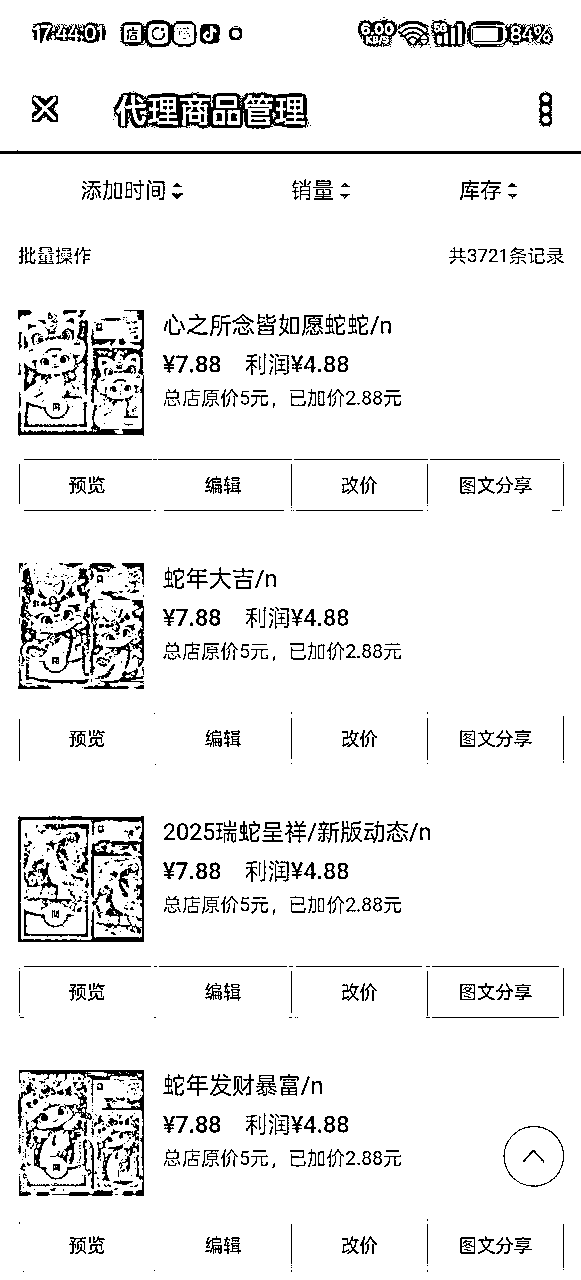 17:44:01 店 6.00 KB/S 5G 84%
代理商品管理
添加时间 销量 库存
批量操作 共3721条记录
心之所念皆如愿蛇蛇/n
¥7.88 利润¥4.88
总店原价5元，已加价2.88元
预览 编辑 改价 图文分享
蛇年大吉/n
¥7.88 利润¥4.88
总店原价5元，已加价2.88元
预览 编辑 改价 图文分享
2025瑞蛇呈祥/新版动态/n
¥7.88 利润¥4.88
总店原价5元，已加价2.88元
预览 编辑 改价 图文分享
蛇年发财暴富/n
¥7.88 利润¥4.88
总店原价5元，已加价2.88元
预览 编辑 改价 图文分享